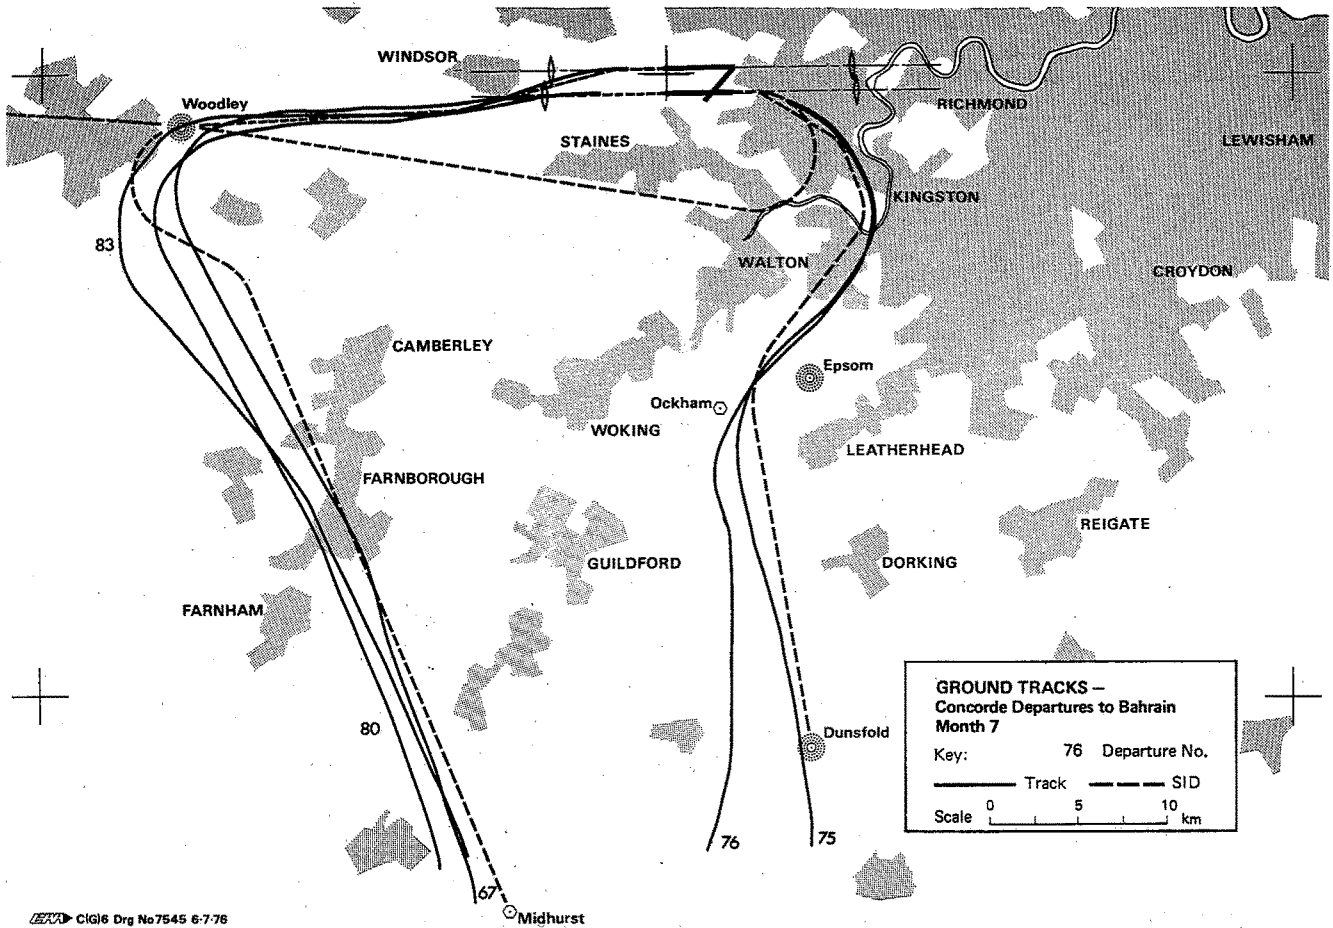 WINDSOR
Woodley
RICHMOND
STAINES
LEWISHAM
KINGSTON
83
WALTON
CROYDON
CAMBERLEY
Epsom
Ockham
WOKING
LEATHERHEAD
FARNBOROUGH
REIGATE
GUILDFORD
DORKING
FARNHAM
80
Dunsfold
GROUND TRACKS –
Concorde Departures to Bahrain
Month 7
Key: 76 Departure No.
Track SID
Scale 0 5 10 km
76
75
67
Midhurst
C(G)6 Drg No7545 6-7-76